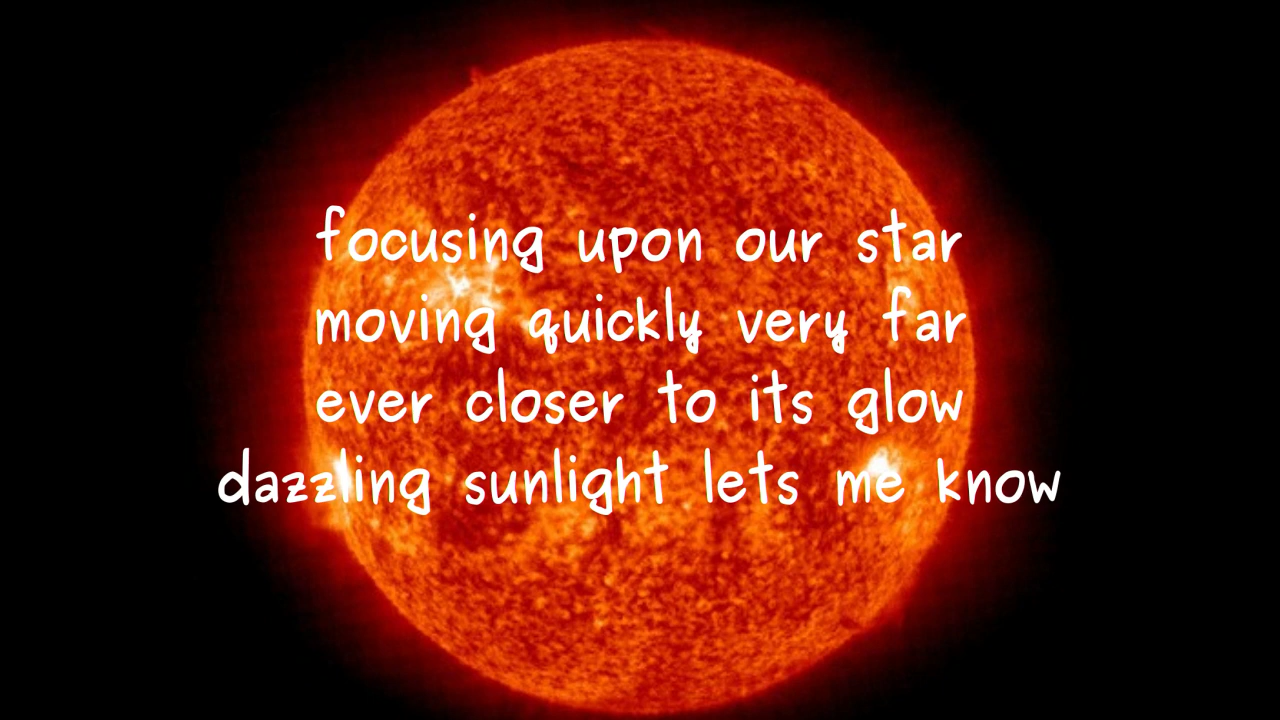 focusing upon our star
moving quickly very far
ever closer to its glow
dazzling sunlight lets me know